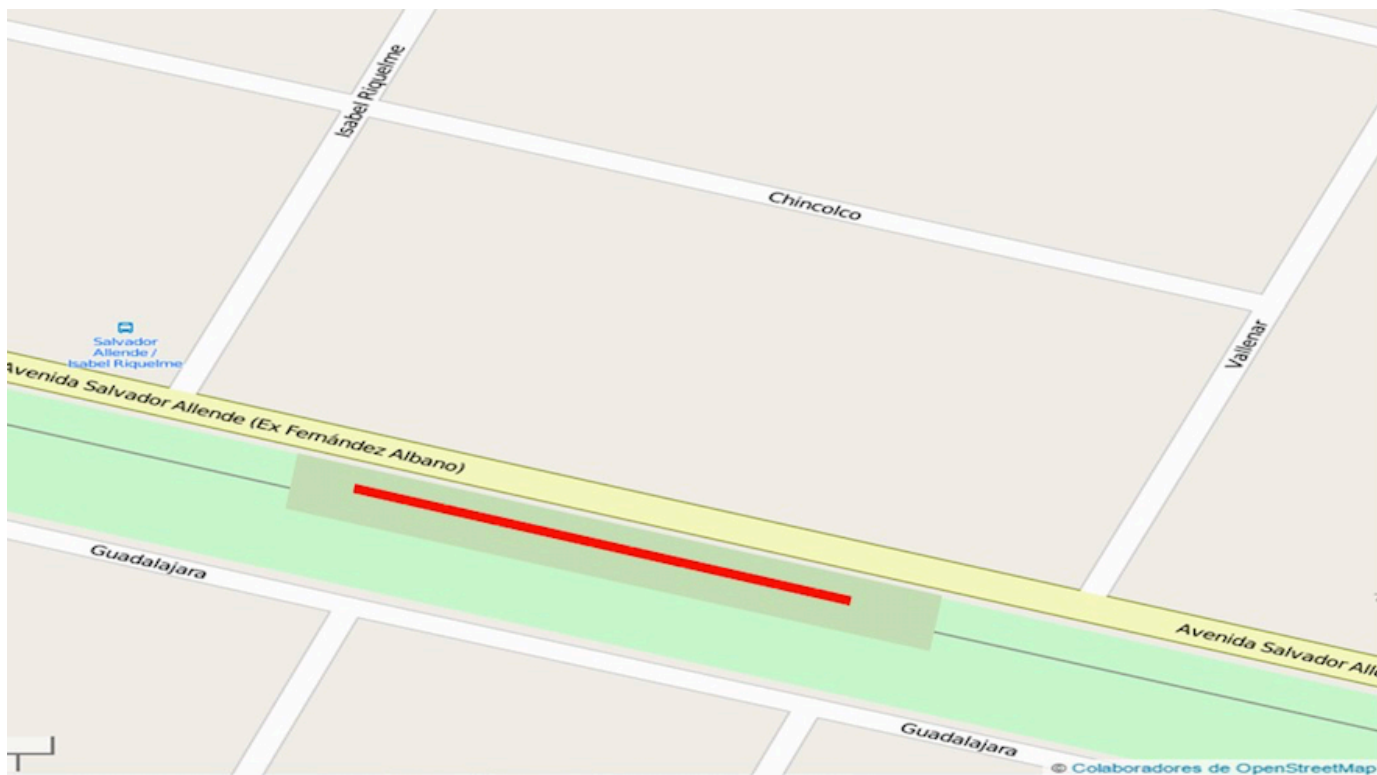 Isabel Riquelme
Chincolco
Salvador
Allende /
Isabel Riquelme
Vallenar
Avenida Salvador Allende (Ex Fernández Albano)
Guadalajara
Avenida Salvador Alle
Guadalajara
© Colaboradores de OpenStreetMap